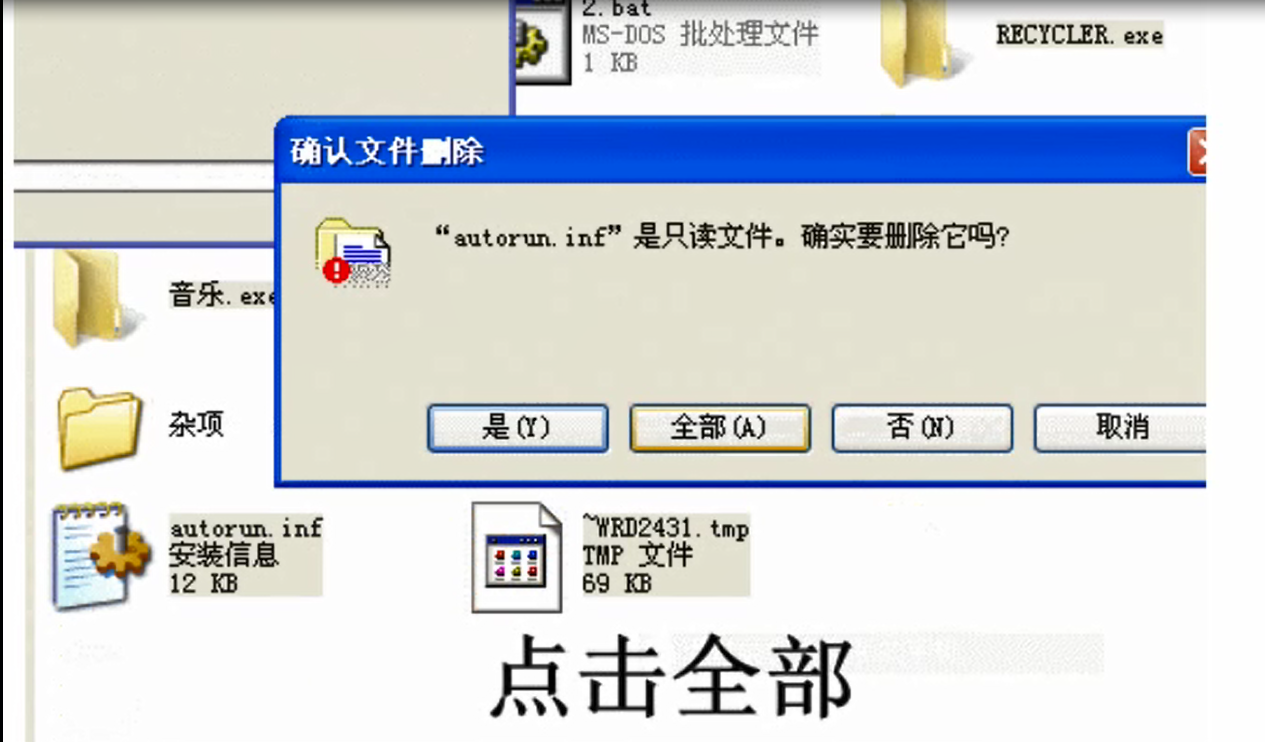 2.bat
MS-DOS 批处理文件
1 KB
RECYCLER.exe
确认文件删除
“autorun.inf” 是只读文件。确实要删除它吗?
是(Y)
全部(A)
否(N)
取消
音乐.exe
杂项
autorun.inf
安装信息
12 KB
~WRD2431.tmp
TMP 文件
69 KB
点击全部